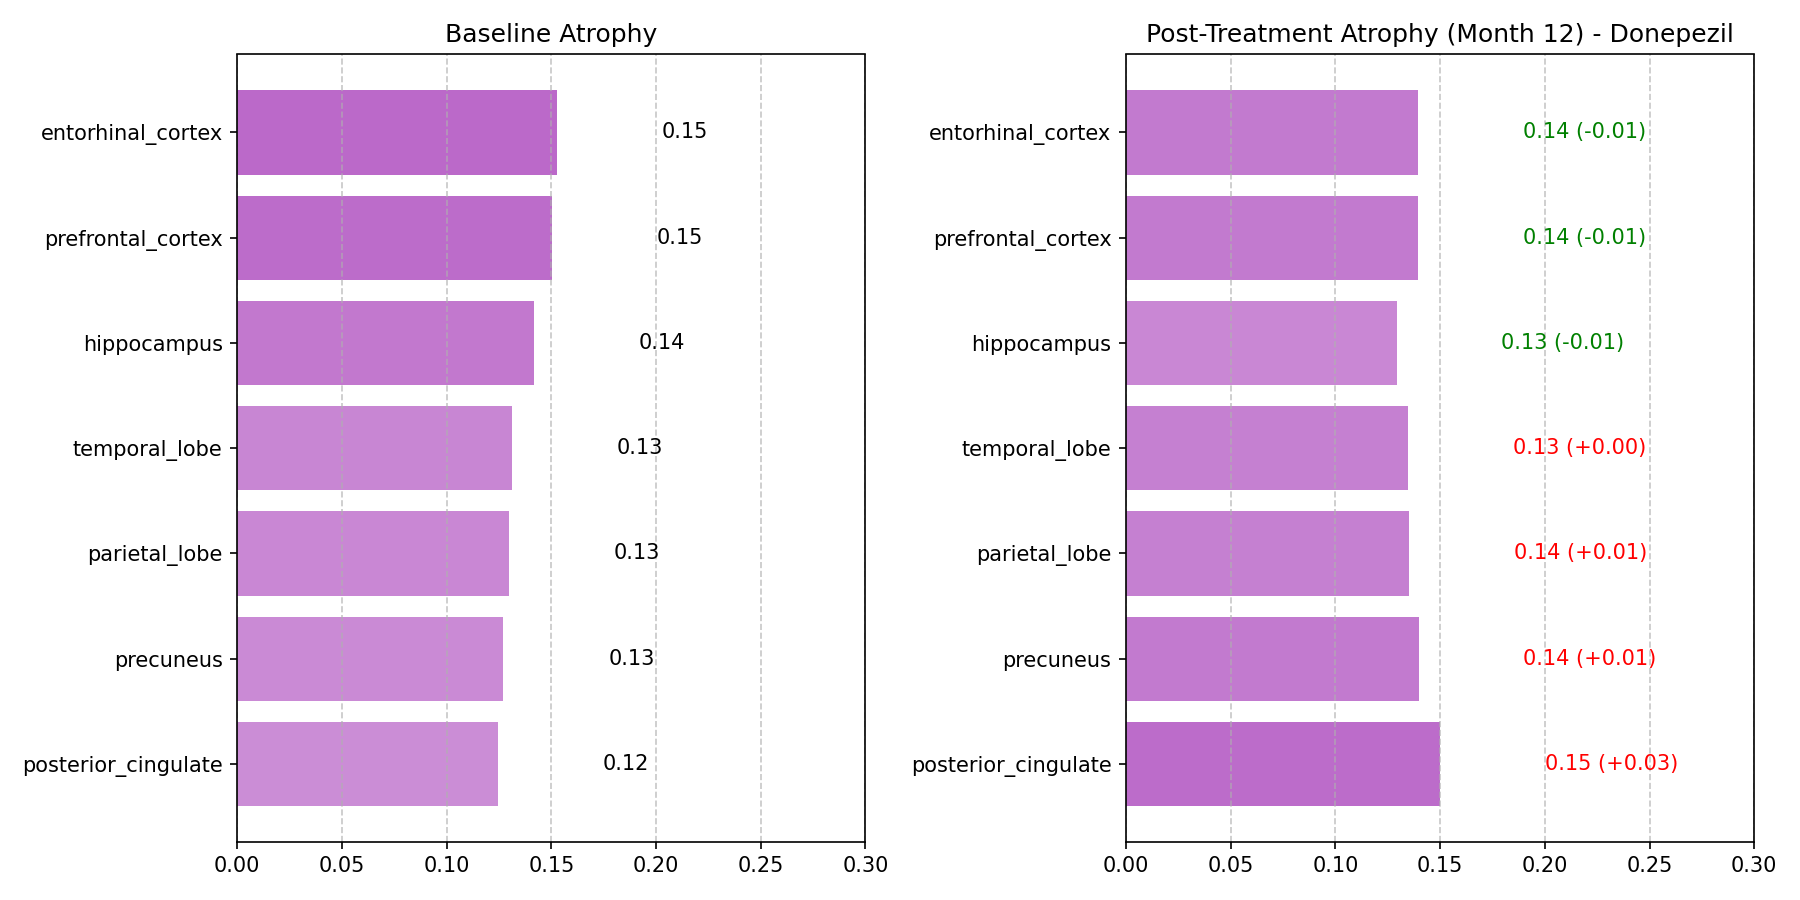 Baseline Atrophy
entorhinal_cortex 0.15
prefrontal_cortex 0.15
hippocampus 0.14
temporal_lobe 0.13
parietal_lobe 0.13
precuneus 0.13
posterior_cingulate 0.12
0.00 0.05 0.10 0.15 0.20 0.25 0.30
Post-Treatment Atrophy (Month 12) - Donepezil
entorhinal_cortex 0.14 (-0.01)
prefrontal_cortex 0.14 (-0.01)
hippocampus 0.13 (-0.01)
temporal_lobe 0.13 (+0.00)
parietal_lobe 0.14 (+0.01)
precuneus 0.14 (+0.01)
posterior_cingulate 0.15 (+0.03)
0.00 0.05 0.10 0.15 0.20 0.25 0.30